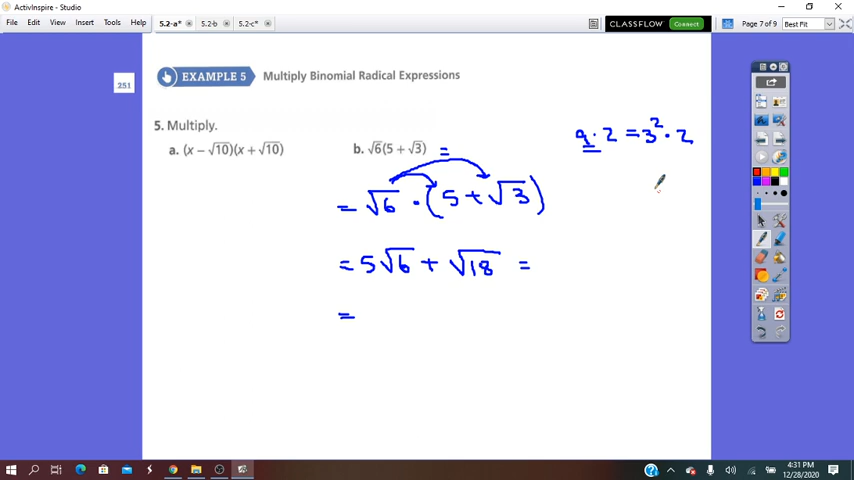 ActivInspire - Studio
File Edit View Insert Tools Help
5.2-a* 5.2-b 5.2-c*
CLASSFLOW Connect
Page 7 of 9 Best Fit
251
EXAMPLE 5 Multiply Binomial Radical Expressions
5. Multiply.
a. (x − √10)(x + √10) b. √6(5 + √3) =
9 · 2 = 3² · 2
= √6 · (5 + √3)
= 5√6 + √18 =
=
4:31 PM
12/28/2020